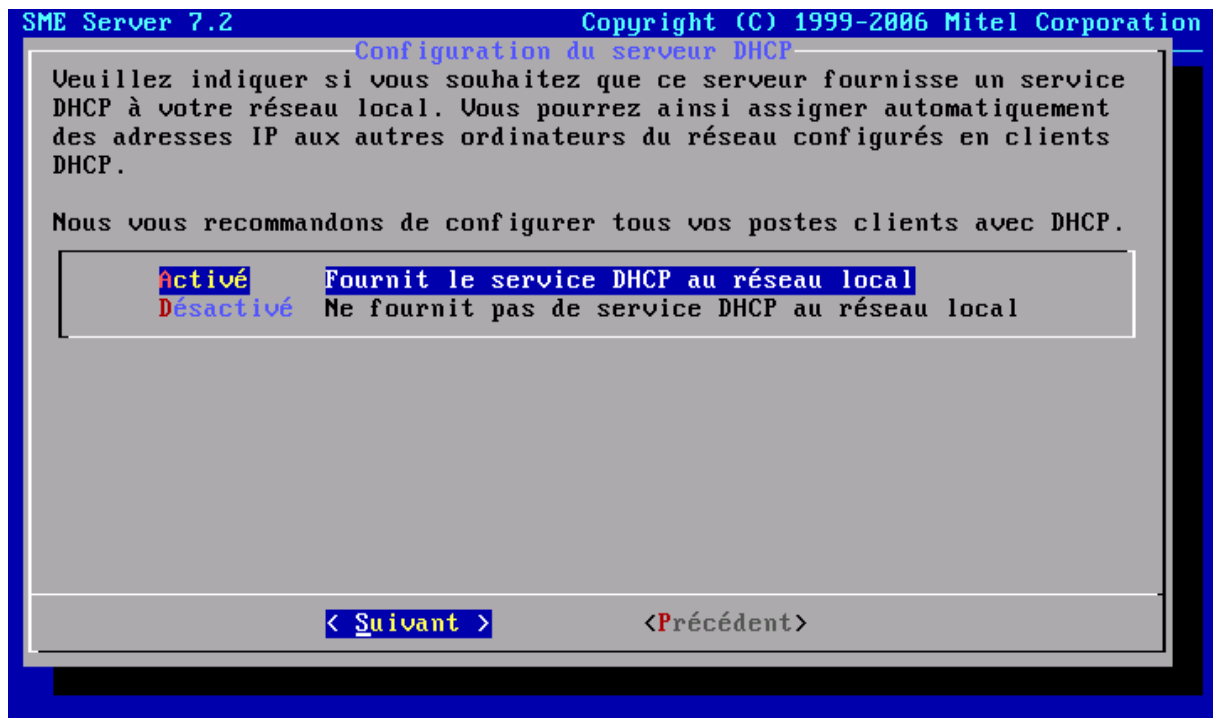 SME Server 7.2 Copyright (C) 1999-2006 Mitel Corporation
Configuration du serveur DHCP
Veuillez indiquer si vous souhaitez que ce serveur fournisse un service
DHCP à votre réseau local. Vous pourrez ainsi assigner automatiquement
des adresses IP aux autres ordinateurs du réseau configurés en clients
DHCP.
Nous vous recommandons de configurer tous vos postes clients avec DHCP.
Activé Fournit le service DHCP au réseau local
Désactivé Ne fournit pas de service DHCP au réseau local
< Suivant > <Précédent>